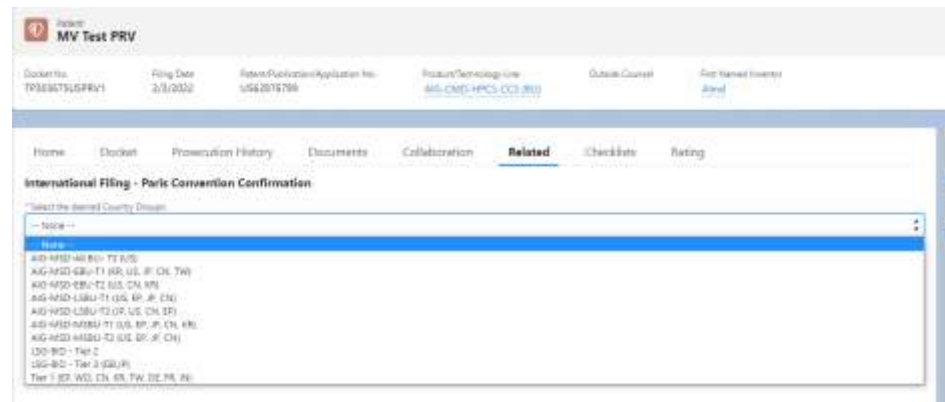 Patent
MV Test PRV
Docket No. Filing Date Patent/Publication/Application No. Product/Technology Line Outside Counsel First Named Inventor
2/3/2022
Home Docket Prosecution History Documents Collaboration Related Checklists Rating
International Filing - Paris Convention Confirmation
*Select the desired Country Groups
-- None --
-- None --
AIG-MSD-All BU- T3 (US)
AIG-MSD-EBU-T1 (KR, US, JP, CN, TW)
AIG-MSD-EBU-T2 (US, CN, KR)
AIG-MSD-LSBU-T1 (US, EP, JP, CN)
AIG-MSD-LSBU-T2 (JP, US, CN, EP)
AIG-MSD-MSBU-T1 (US, EP, JP, CN, KR)
AIG-MSD-MSBU-T2 (US, EP, JP, CN)
LSG-BID - Tier 2
LSG-BID - Tier 3
Tier 1 (EP, WO, CN, KR, TW, DE, FR, IN)